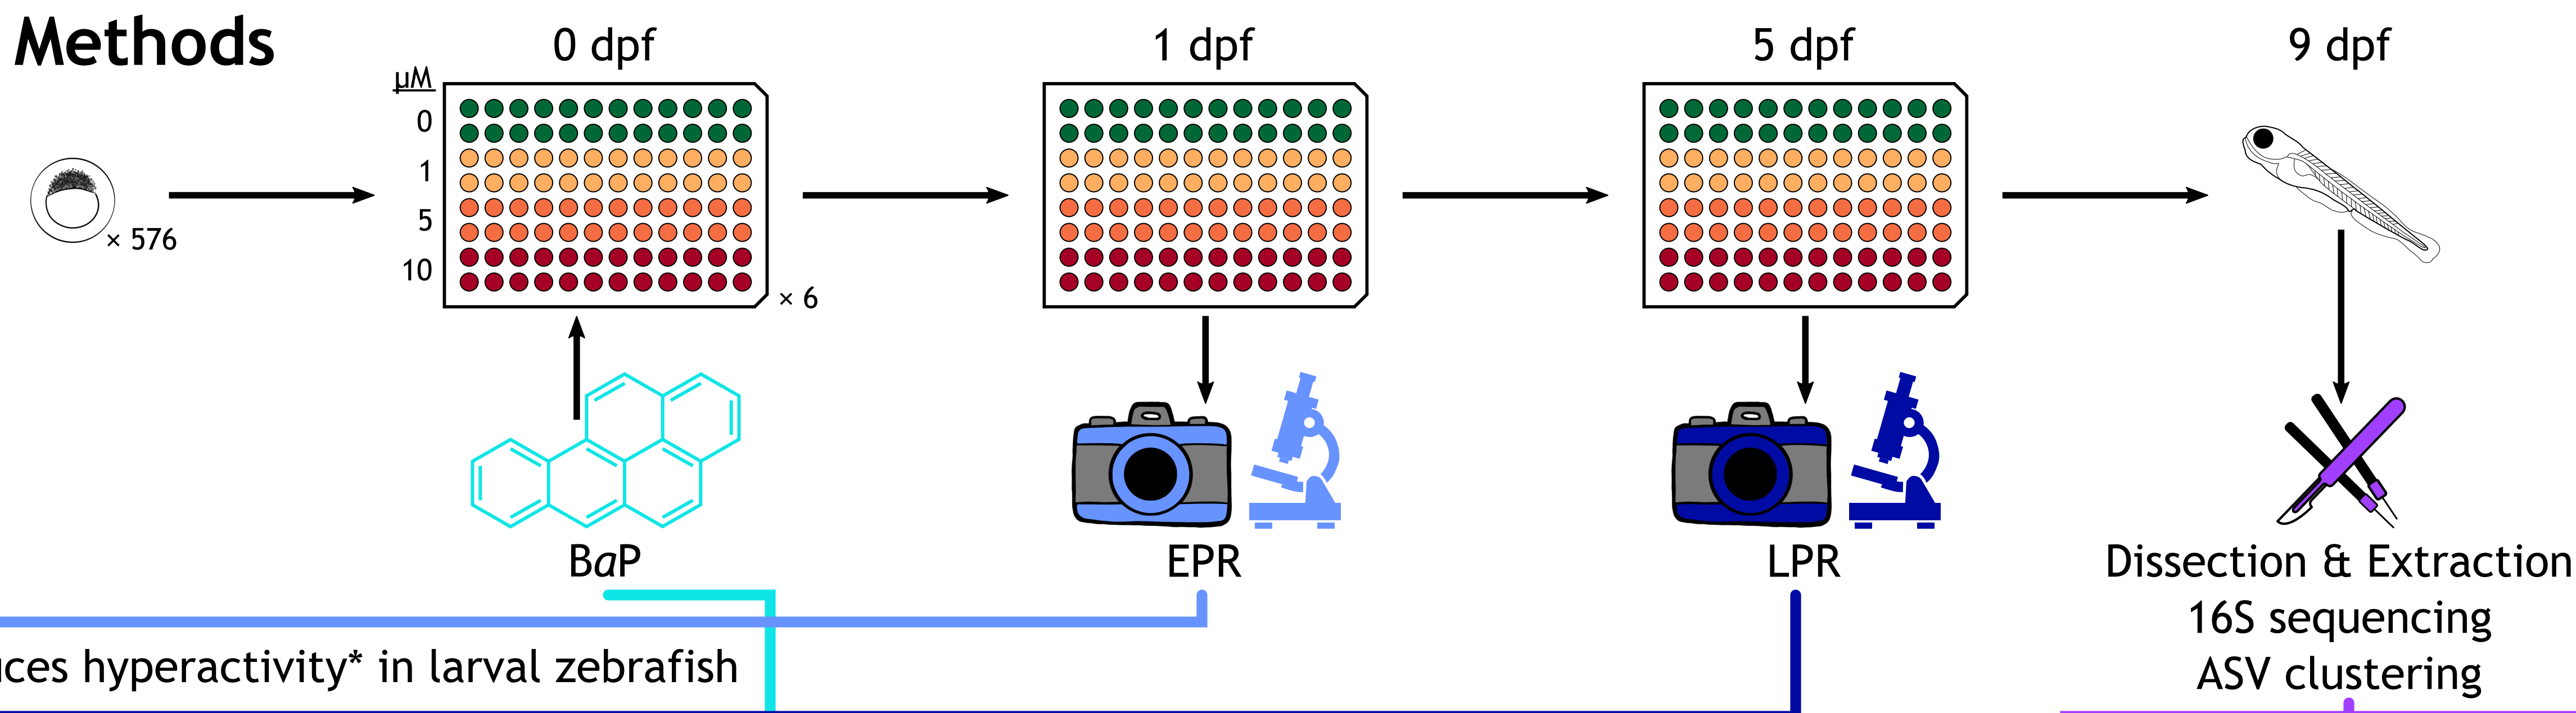 Methods
0 dpf
1 dpf
5 dpf
9 dpf
µM
0
1
5
10
× 576
× 6
BaP
EPR
LPR
Dissection & Extraction
16S sequencing
ASV clustering
hyperactivity* in larval zebrafish